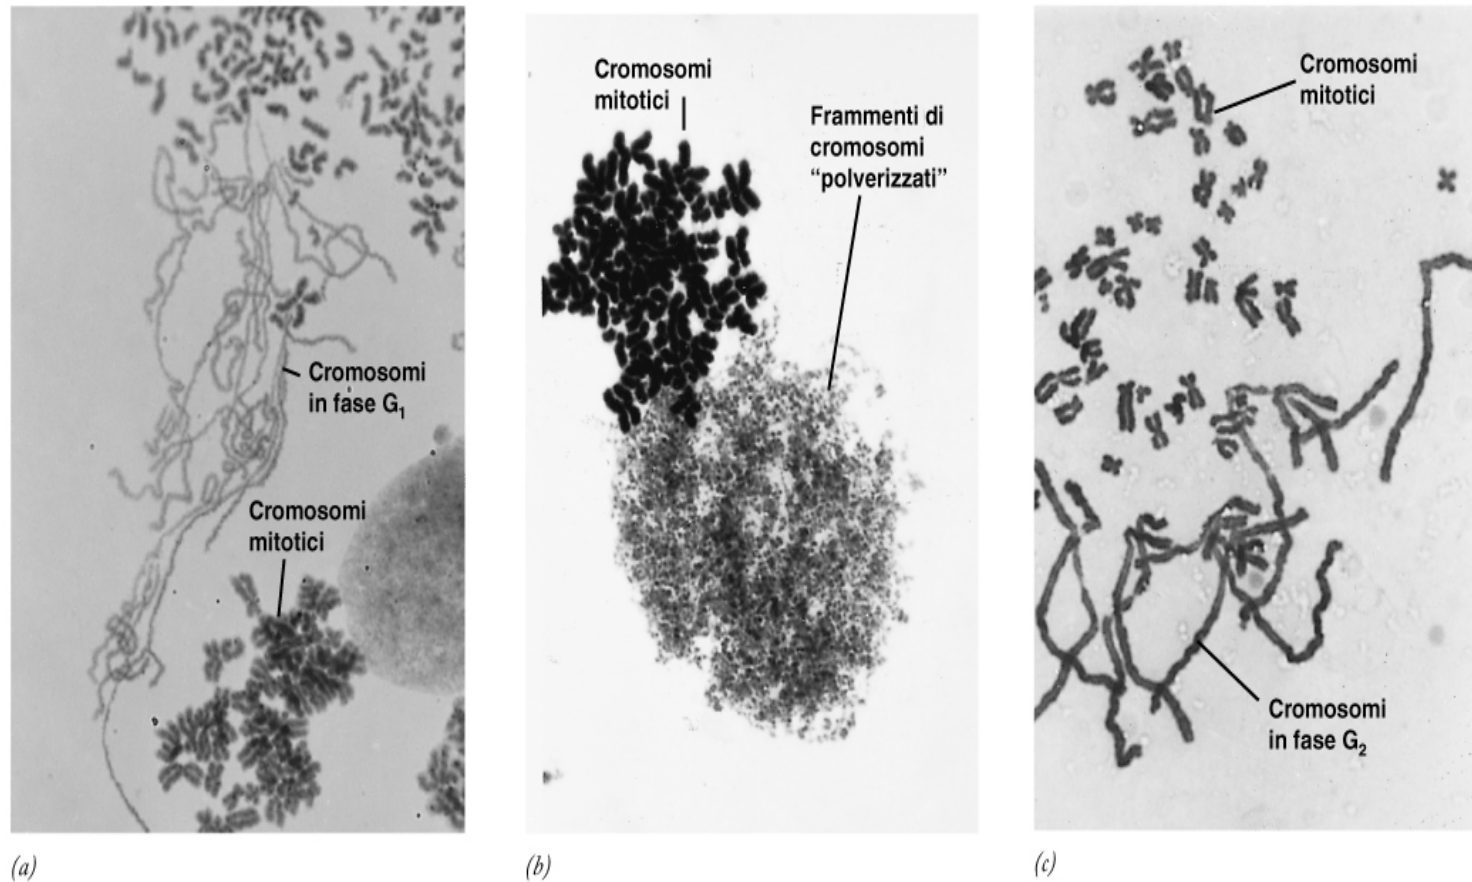 Cromosomi
in fase G₁
Cromosomi
mitotici
(a)
Cromosomi
mitotici
Frammenti di
cromosomi
“polverizzati”
(b)
Cromosomi
mitotici
Cromosomi
in fase G₂
(c)